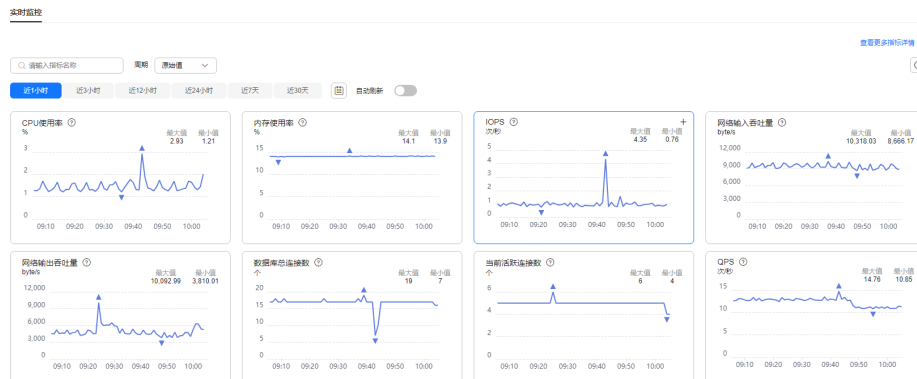 实时监控
查看更多指标详情
请输入指标名称 周期 原始值
近1小时 近3小时 近12小时 近24小时 近7天 近30天 自动刷新
CPU使用率
% 最大值 最小值
2.93 1.21
3
2
1
0
09:10 09:20 09:30 09:40 09:50 10:00
内存使用率
% 最大值 最小值
14.1 13.9
15
10
5
0
09:10 09:20 09:30 09:40 09:50 10:00
IOPS
次/秒 最大值 最小值
4.35 0.76
5
4
3
2
1
0
09:10 09:20 09:30 09:40 09:50 10:00
网络输入吞吐量
byte/s 最大值 最小值
10,318.03 8,666.17
12,000
9,000
6,000
3,000
0
09:10 09:20 09:30 09:40 09:50 10:00
网络输出吞吐量
byte/s 最大值 最小值
10,092.99 3,810.01
12,000
9,000
6,000
3,000
0
09:10 09:20 09:30 09:40 09:50 10:00
数据库总连接数
个 最大值 最小值
19 7
20
15
10
5
0
09:10 09:20 09:30 09:40 09:50 10:00
当前活跃连接数
个 最大值 最小值
6 4
6
4
2
0
09:10 09:20 09:30 09:40 09:50 10:00
QPS
次/秒 最大值 最小值
14.76 10.85
15
10
5
0
09:10 09:20 09:30 09:40 09:50 10:00